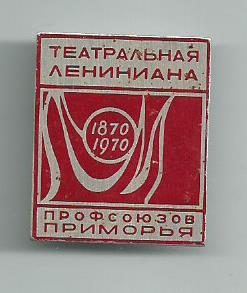 ТЕАТРАЛЬНАЯ
ЛЕНИНИАНА
1870
1970
ПРОФСОЮЗОВ
ПРИМОРЬЯ